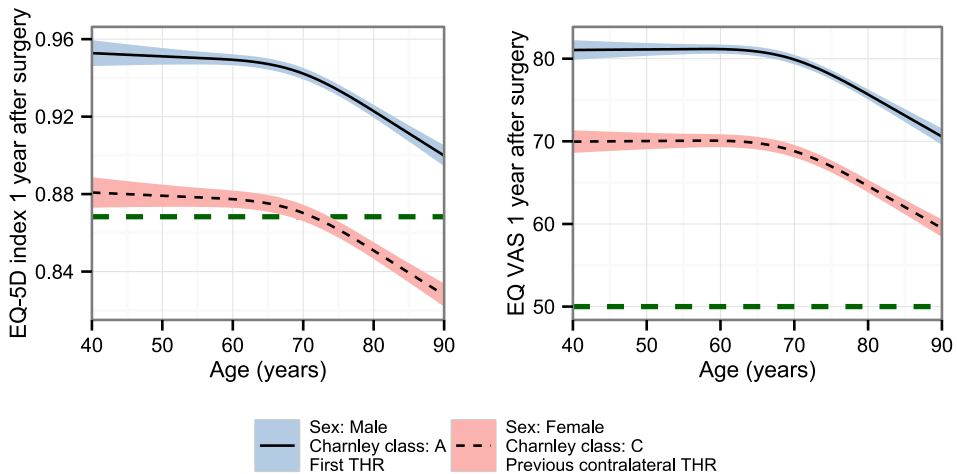 EQ-5D index 1 year after surgery
0.96
0.92
0.88
0.84
40 50 60 70 80 90
Age (years)
EQ VAS 1 year after surgery
80
70
60
50
40 50 60 70 80 90
Age (years)
Sex: Male
Charnley class: A
First THR
Sex: Female
Charnley class: C
Previous contralateral THR